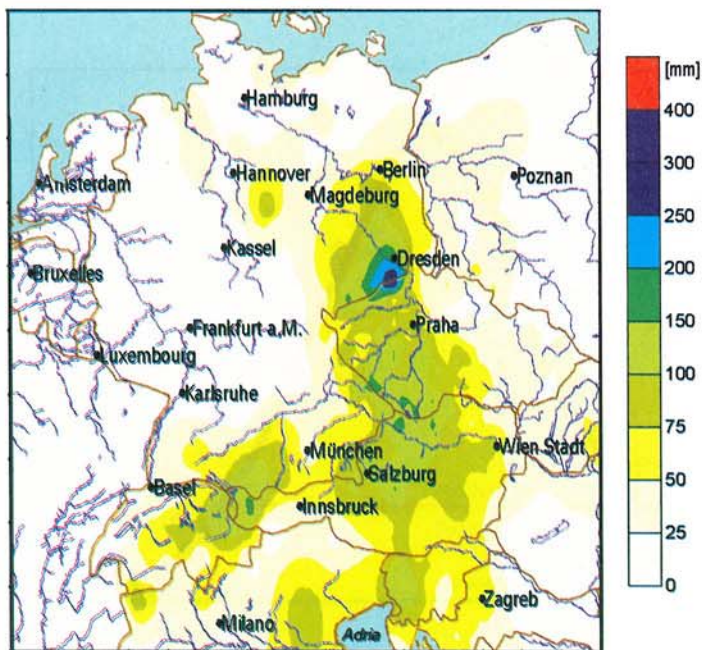 Hamburg
Hannover
Berlin
Amsterdam
Magdeburg
Poznan
Kassel
Dresden
Bruxelles
Frankfurt a.M.
Praha
Luxembourg
Karlsruhe
München
Wien Stadt
Salzburg
Basel
Innsbruck
Zagreb
Milano
Adria
[mm]
400
300
250
200
150
100
75
50
25
0